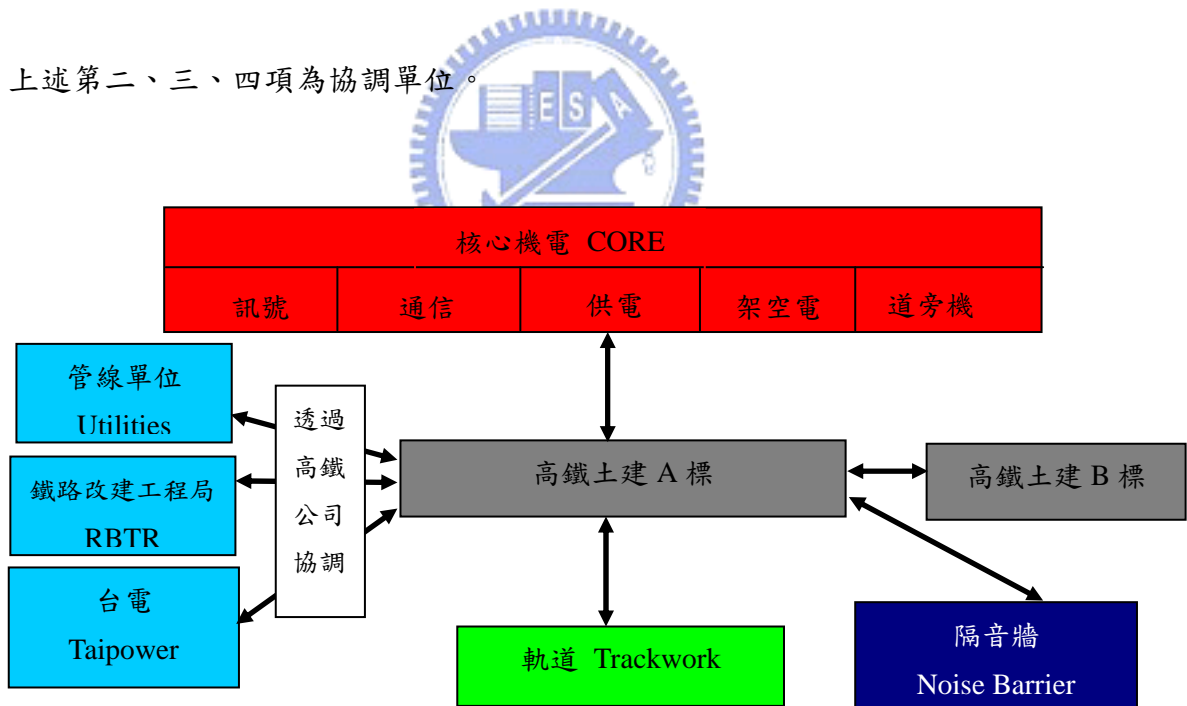 上述第二、三、四項為協調單位。
ESA
核心機電 CORE
訊號 通信 供電 架空電 道旁機
管線單位
Utilities
鐵路改建工程局
RBTR
台電
Taipower
透過
高鐵
公司
協調
高鐵土建 A 標
高鐵土建 B 標
軌道 Trackwork
隔音牆
Noise Barrier